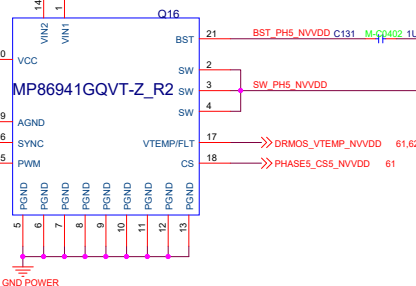 Q16
14
1
VIN2
VIN1
BST
21
BST_PH5_NVVDD
C131
M-C0402
1U
0
VCC
SW
2
MP86941GQVT-Z_R2
SW
3
SW_PH5_NVVDD
SW
4
9
AGND
6
SYNC
VTEMP/FLT
17
DRMOS_VTEMP_NVVDD
61,62
5
PWM
CS
18
PHASE5_CS5_NVVDD
61
PGND
PGND
PGND
PGND
PGND
PGND
PGND
PGND
PGND
5
6
7
8
9
10
11
12
13
GND POWER